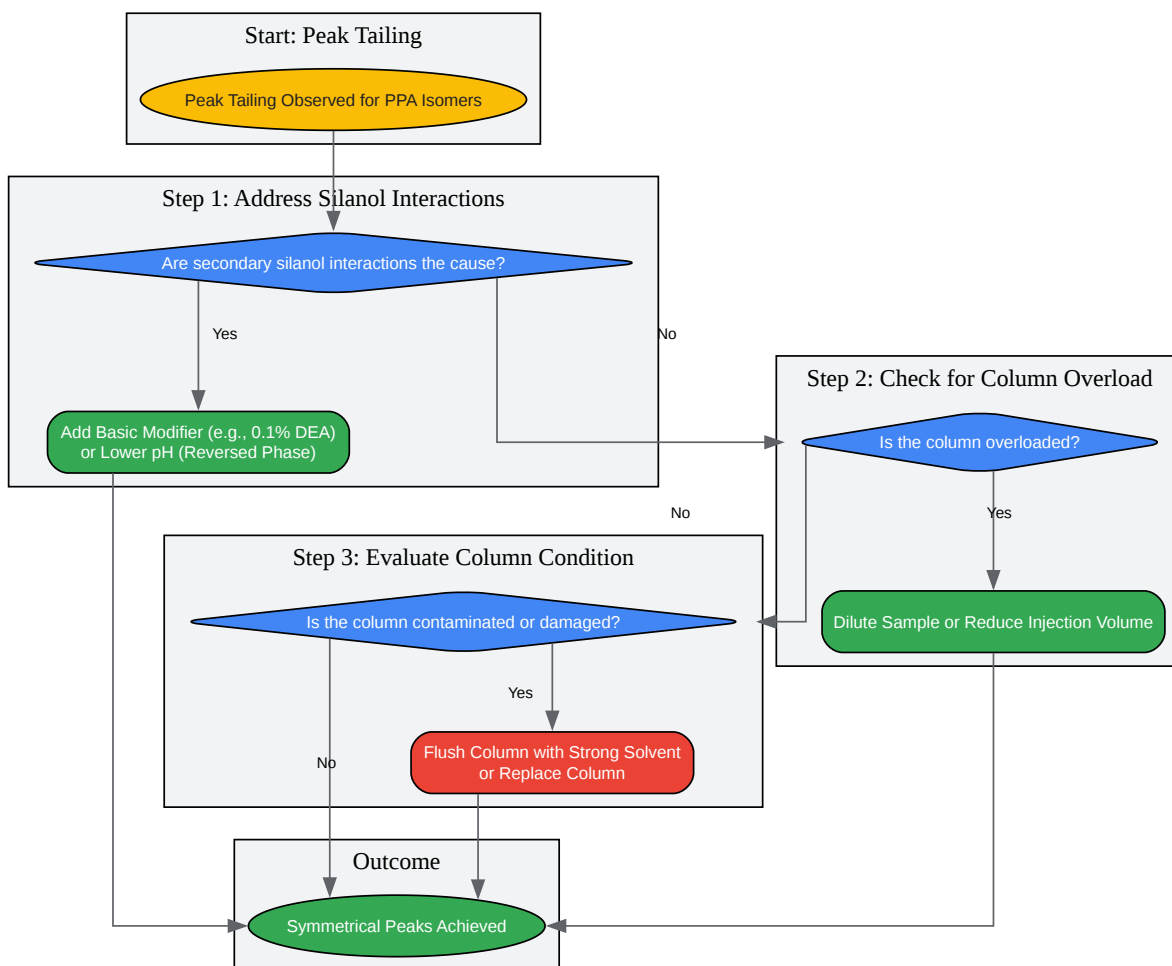 Start: Peak Tailing
Peak Tailing Observed for PPA Isomers
Step 1: Address Silanol Interactions
Are secondary silanol interactions the cause?
Yes
No
Add Basic Modifier (e.g., 0.1% DEA)
or Lower pH (Reversed Phase)
Step 2: Check for Column Overload
Is the column overloaded?
No
Yes
Dilute Sample or Reduce Injection Volume
Step 3: Evaluate Column Condition
Is the column contaminated or damaged?
Yes
No
Flush Column with Strong Solvent
or Replace Column
Outcome
Symmetrical Peaks Achieved